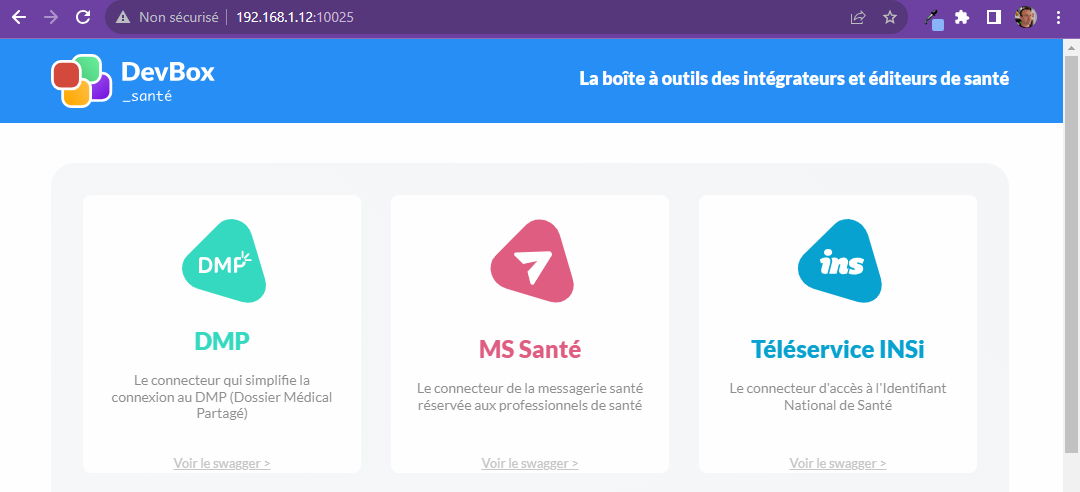 Non sécurisé | 192.168.1.12:10025
DevBox
_santé
La boîte à outils des intégrateurs et éditeurs de santé
DMP
DMP
Le connecteur qui simplifie la
connexion au DMP (Dossier Médical
Partagé)
Voir le swagger >
MS Santé
Le connecteur de la messagerie santé
réservée aux professionnels de santé
Voir le swagger >
ins
Téléservice INSi
Le connecteur d'accès à l'Identifiant
National de Santé
Voir le swagger >